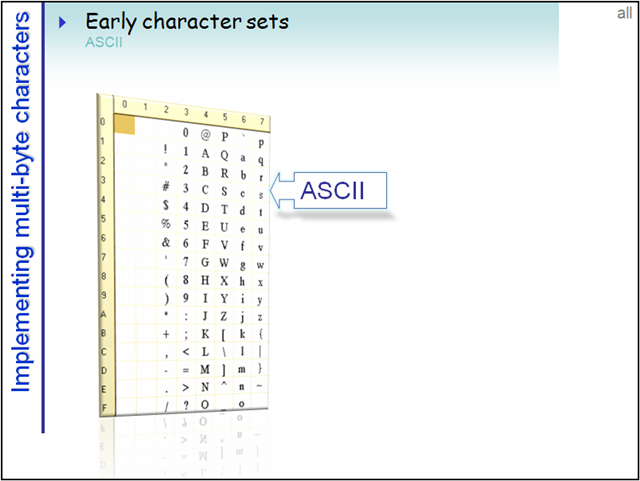 Implementing multi-byte characters
Early character sets
ASCII
all
0 1 2 3 4 5 6 7
0 0 @ P ` p
1 ! 1 A Q a q
2 " 2 B R b r
3 # 3 C S c s
4 $ 4 D T d t
5 % 5 E U e u
6 & 6 F V f v
7 ' 7 G W g w
8 ( 8 H X h x
9 ) 9 I Y i y
A * : J Z j z
B + ; K [ k {
C , < L \ l |
D - = M ] m }
E . > N ^ n ~
F / ? O _ o
ASCII